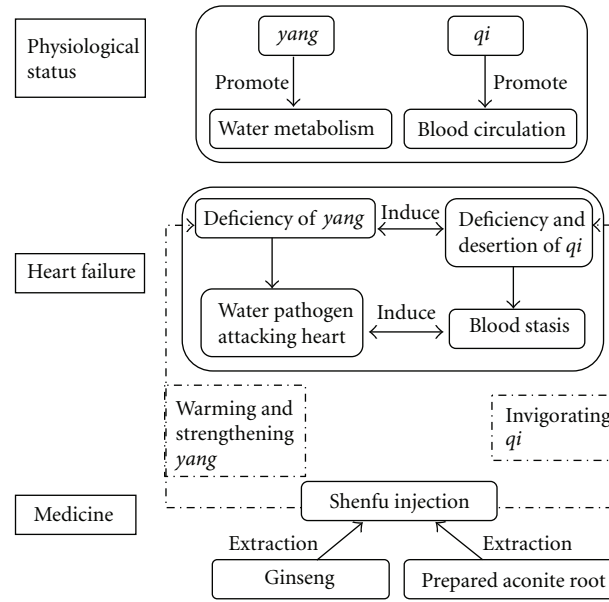 Physiological
status
yang
qi
Promote
Promote
Water metabolism
Blood circulation
Heart failure
Deficiency of yang
Induce
Deficiency and
desertion of qi
Water pathogen
attacking heart
Induce
Blood stasis
Warming and
strengthening
yang
Invigorating
qi
Medicine
Shenfu injection
Extraction
Extraction
Ginseng
Prepared aconite root